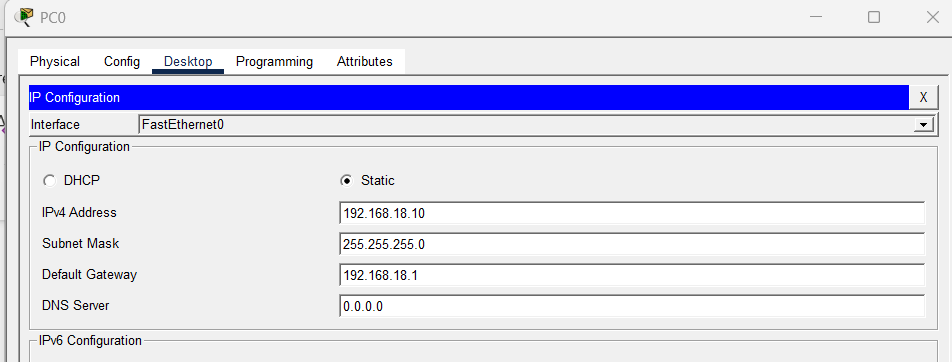 PC0
Physical Config Desktop Programming Attributes
IP Configuration X
Interface FastEthernet0
IP Configuration
DHCP Static
IPv4 Address 192.168.18.10
Subnet Mask 255.255.255.0
Default Gateway 192.168.18.1
DNS Server 0.0.0.0
IPv6 Configuration